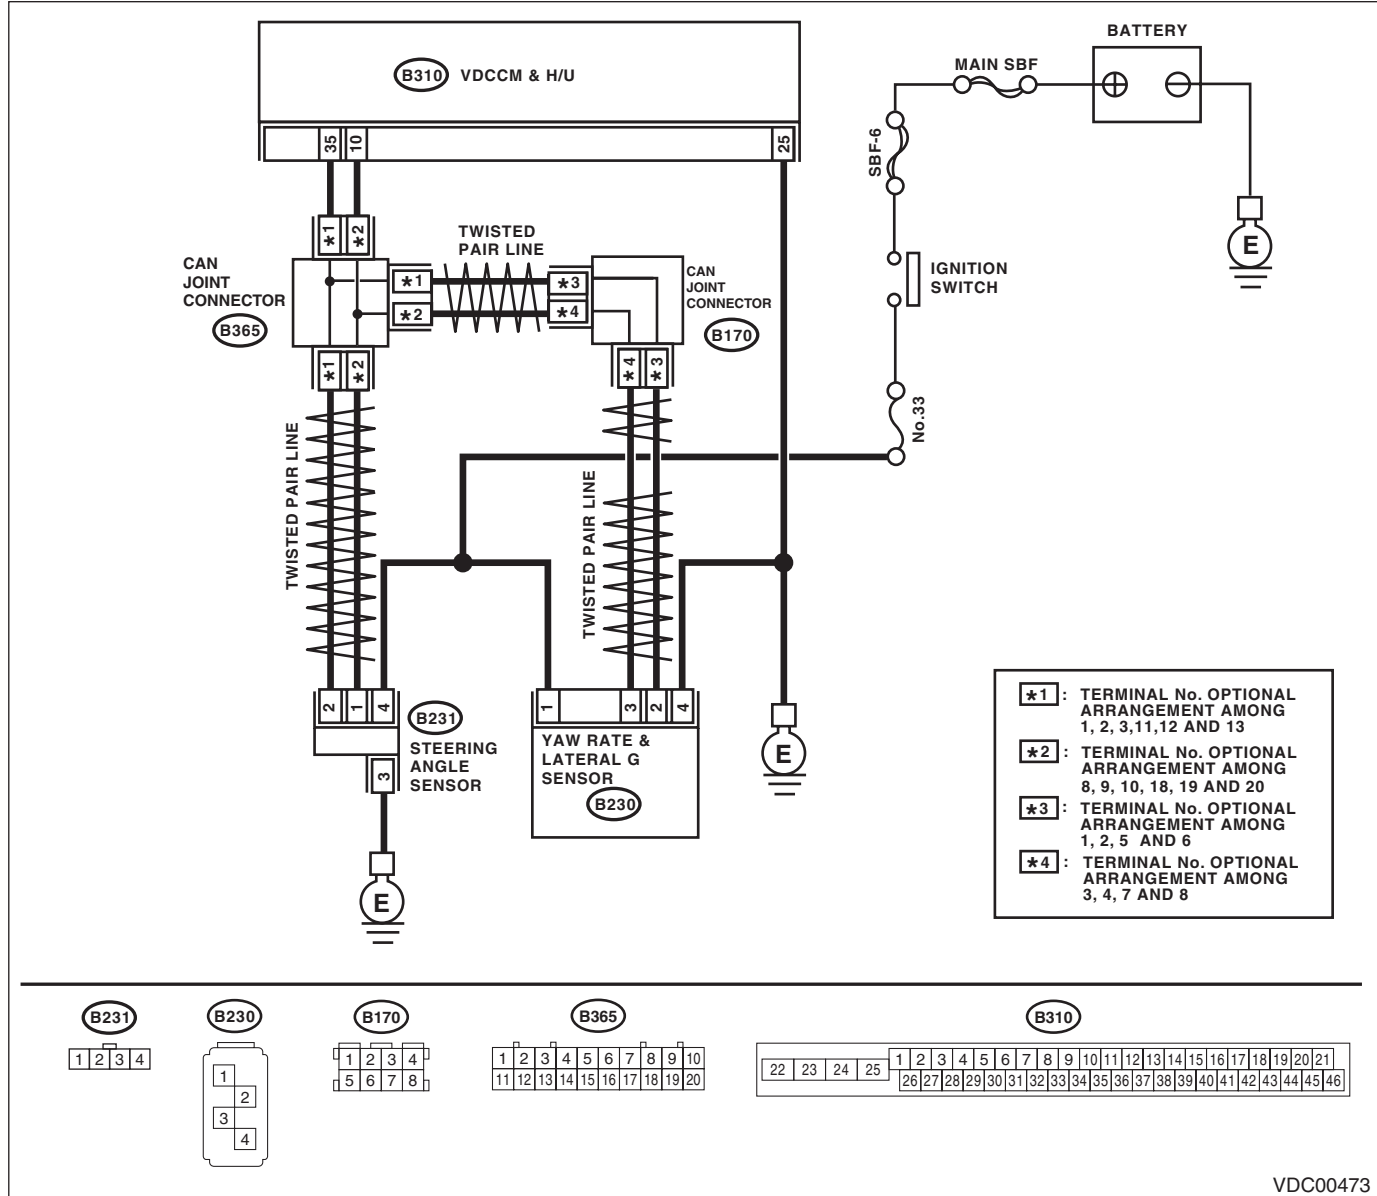 BATTERY
MAIN SBF
SBF-6
B310 VDCCM & H/U
35 10 25
*1 *2
TWISTED
PAIR LINE
CAN
JOINT
CONNECTOR
B365
*1 *3
*2 *4
CAN
JOINT
CONNECTOR
B170
*1 *2
*4 *3
IGNITION
SWITCH
E
No.33
TWISTED PAIR LINE
TWISTED PAIR LINE
2 1 4
B231
STEERING
ANGLE
SENSOR
3
E
1 3 2 4
YAW RATE &
LATERAL G
SENSOR
B230
E
*1 : TERMINAL No. OPTIONAL
ARRANGEMENT AMONG
1, 2, 3,11,12 AND 13
*2 : TERMINAL No. OPTIONAL
ARRANGEMENT AMONG
8, 9, 10, 18, 19 AND 20
*3 : TERMINAL No. OPTIONAL
ARRANGEMENT AMONG
1, 2, 5 AND 6
*4 : TERMINAL No. OPTIONAL
ARRANGEMENT AMONG
3, 4, 7 AND 8
B231
1 2 3 4
B230
1
2
3
4
B170
1 2 3 4
5 6 7 8
B365
1 2 3 4 5 6 7 8 9 10
11 12 13 14 15 16 17 18 19 20
B310
22 23 24 25
1 2 3 4 5 6 7 8 9 10 11 12 13 14 15 16 17 18 19 20 21
26 27 28 29 30 31 32 33 34 35 36 37 38 39 40 41 42 43 44 45 46
VDC00473